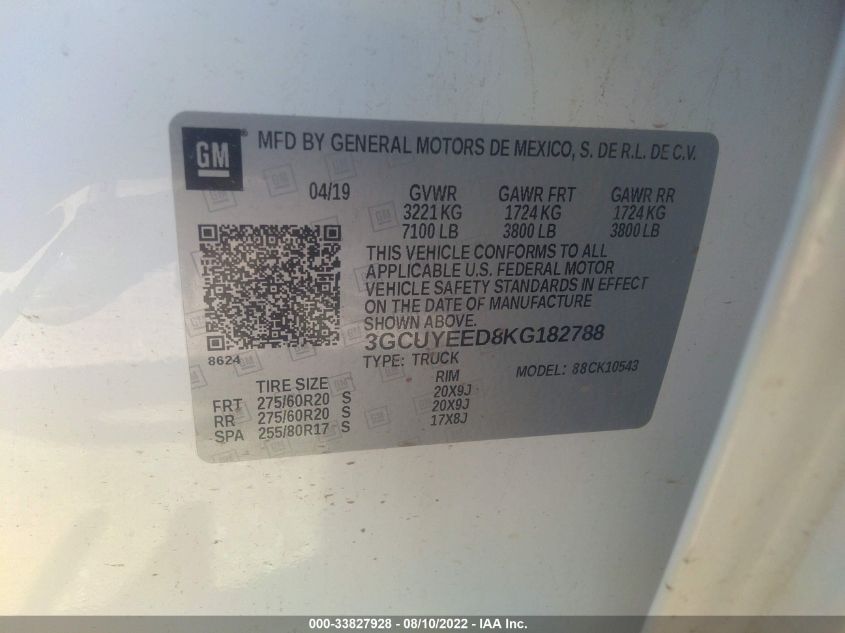 GM ® MFD BY GENERAL MOTORS DE MEXICO, S. DE R.L. DE C.V.
04/19 GVWR GAWR FRT GAWR RR
3221 KG 1724 KG 1724 KG
7100 LB 3800 LB 3800 LB
THIS VEHICLE CONFORMS TO ALL
APPLICABLE U.S. FEDERAL MOTOR
VEHICLE SAFETY STANDARDS IN EFFECT
ON THE DATE OF MANUFACTURE
SHOWN ABOVE.
3GCUYEED8KG182788
8624 TYPE: TRUCK MODEL: 88CK10543
TIRE SIZE RIM
FRT 275/60R20 S 20X9J
RR 275/60R20 S 20X9J
SPA 255/80R17 S 17X8J
000-33827928 - 08/10/2022 - IAA Inc.